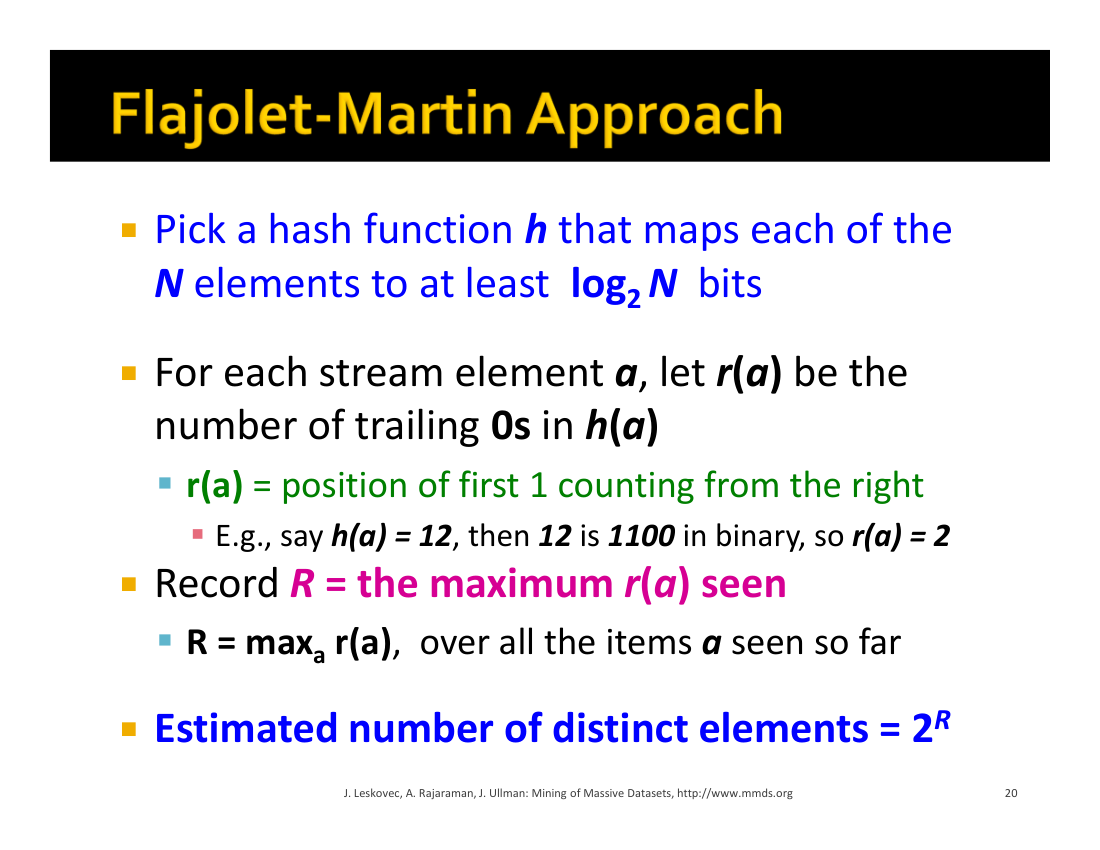 Flajolet-Martin Approach
Pick a hash function h that maps each of the
N elements to at least log2 N bits
For each stream element a, let r(a) be the
number of trailing 0s in h(a)
r(a) = position of first 1 counting from the right
E.g., say h(a) = 12, then 12 is 1100 in binary, so r(a) = 2
Record R = the maximum r(a) seen
R = maxa r(a), over all the items a seen so far
Estimated number of distinct elements = 2R
J. Leskovec, A. Rajaraman, J. Ullman: Mining of Massive Datasets, http://www.mmds.org
20